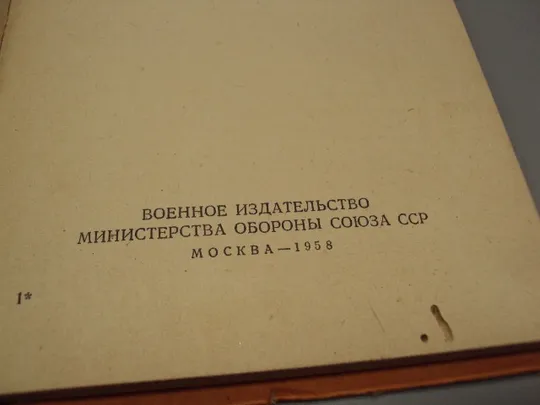 ВОЕННОЕ ИЗДАТЕЛЬСТВО
МИНИСТЕРСТВА ОБОРОНЫ СОЮЗА ССР
МОСКВА — 1958
1*